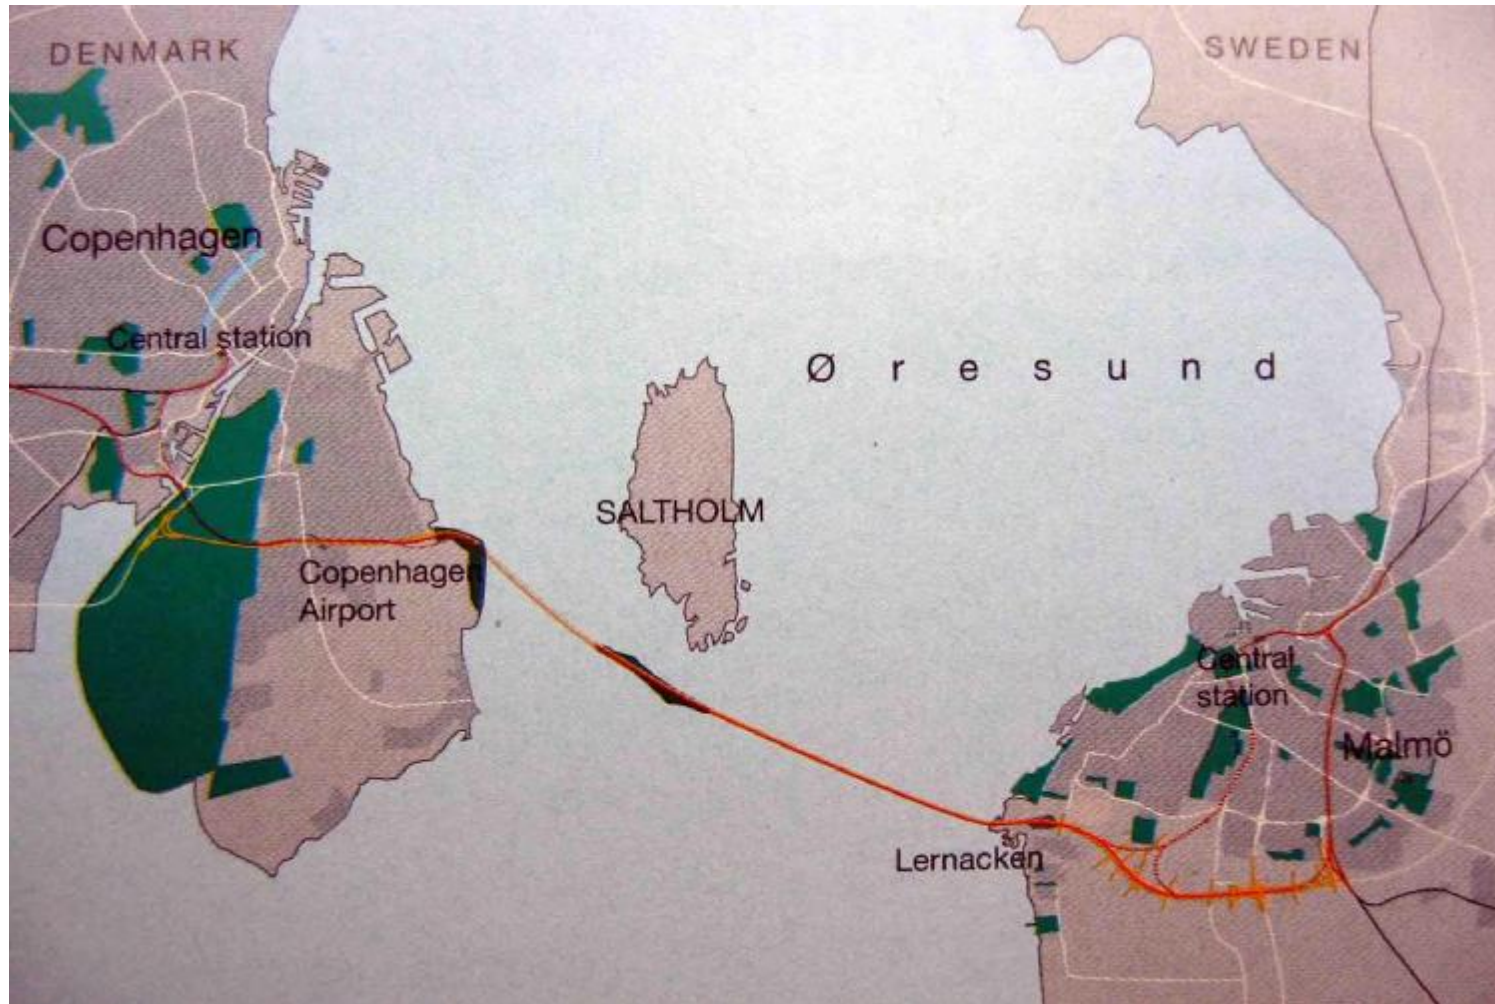 DENMARK
SWEDEN
Copenhagen
Central station
Øresund
SALTHOLM
Copenhagen
Airport
Central
station
Malmö
Lernacken